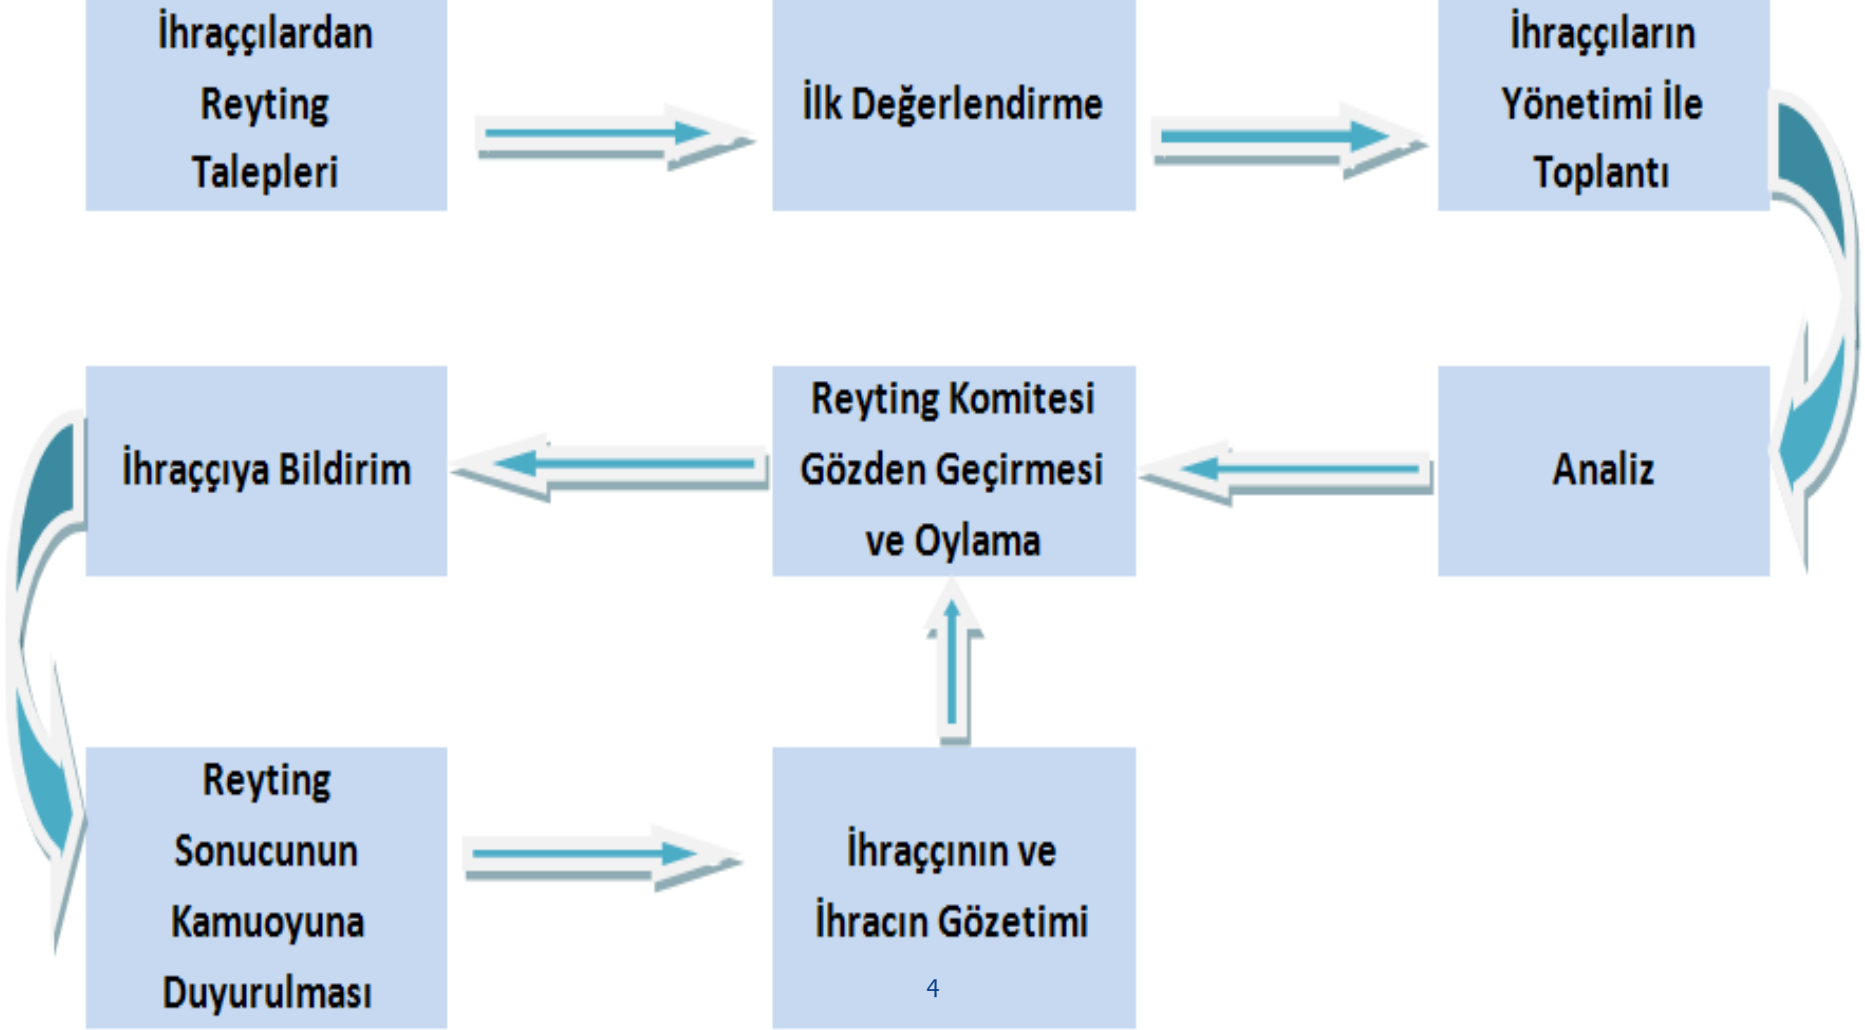 İhraççılardan
Reyting
Talepleri
İlk Değerlendirme
İhraççıların
Yönetimi İle
Toplantı
İhraççıya Bildirim
Reyting Komitesi
Gözden Geçirmesi
ve Oylama
Analiz
Reyting
Sonucunun
Kamuoyuna
Duyurulması
İhraççının ve
İhracın Gözetimi
4